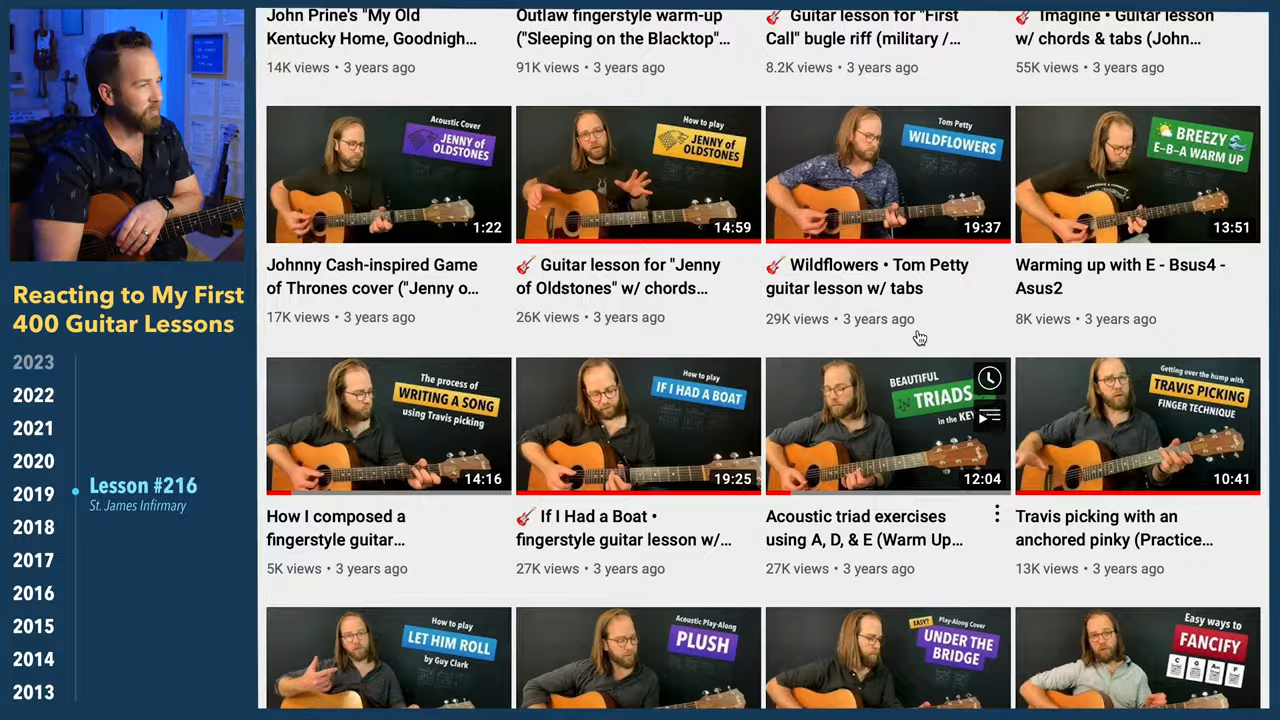 John Prine's "My Old
Kentucky Home, Goodnigh...
14K views • 3 years ago
Outlaw fingerstyle warm-up
("Sleeping on the Blacktop"...
91K views • 3 years ago
🎸 Guitar lesson for "First
Call" bugle riff (military /...
8.2K views • 3 years ago
🎸 Imagine • Guitar lesson
w/ chords & tabs (John...
55K views • 3 years ago
Acoustic Cover
JENNY of
OLDSTONES
1:22
How to play
JENNY of
OLDSTONES
14:59
Tom Petty
WILDFLOWERS
19:37
BREEZY
E-B-A WARM UP
13:51
Johnny Cash-inspired Game
of Thrones cover ("Jenny o...
17K views • 3 years ago
🎸 Guitar lesson for "Jenny
of Oldstones" w/ chords...
26K views • 3 years ago
🎸 Wildflowers • Tom Petty
guitar lesson w/ tabs
29K views • 3 years ago
Warming up with E - Bsus4 -
Asus2
8K views • 3 years ago
Reacting to My First
400 Guitar Lessons
2023
2022
2021
2020
2019
2018
2017
2016
2015
2014
2013
Lesson #216
St. James Infirmary
The process of
WRITING A SONG
using Travis picking
14:16
How to play
IF I HAD A BOAT
19:25
BEAUTIFUL
TRIADS
in the KEY
12:04
Getting over the hump with
TRAVIS PICKING
FINGER TECHNIQUE
10:41
How I composed a
fingerstyle guitar...
5K views • 3 years ago
🎸 If I Had a Boat •
fingerstyle guitar lesson w/...
27K views • 3 years ago
Acoustic triad exercises
using A, D, & E (Warm Up...
27K views • 3 years ago
Travis picking with an
anchored pinky (Practice...
13K views • 3 years ago
How to play
LET HIM ROLL
by Guy Clark
Acoustic Play-Along
PLUSH
EASY?
Play-Along Cover
UNDER THE
BRIDGE
Easy ways to
FANCIFY
C G Am F